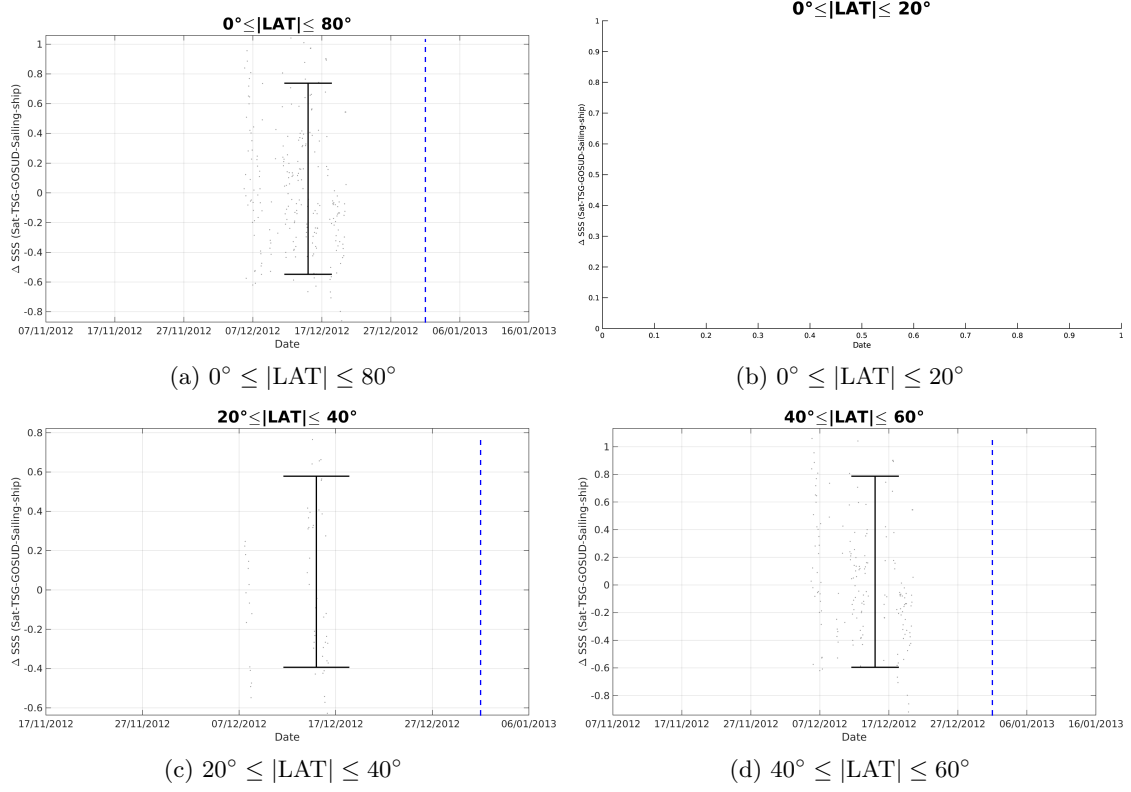 0°≤|LAT|≤ 80°
Δ SSS (Sat-TSG-GOSUD-Sailing-ship)
1
0.8
0.6
0.4
0.2
0
-0.2
-0.4
-0.6
-0.8
07/11/2012 17/11/2012 27/11/2012 07/12/2012 17/12/2012 27/12/2012 06/01/2013 16/01/2013
Date
(a) 0° ≤ |LAT| ≤ 80°
0°≤|LAT|≤ 20°
Δ SSS (Sat-TSG-GOSUD-Sailing-ship)
1
0.9
0.8
0.7
0.6
0.5
0.4
0.3
0.2
0.1
0
0 0.1 0.2 0.3 0.4 0.5 0.6 0.7 0.8 0.9 1
Date
(b) 0° ≤ |LAT| ≤ 20°
20°≤|LAT|≤ 40°
Δ SSS (Sat-TSG-GOSUD-Sailing-ship)
0.8
0.6
0.4
0.2
0
-0.2
-0.4
-0.6
17/11/2012 27/11/2012 07/12/2012 17/12/2012 27/12/2012 06/01/2013
Date
(c) 20° ≤ |LAT| ≤ 40°
40°≤|LAT|≤ 60°
Δ SSS (Sat-TSG-GOSUD-Sailing-ship)
1
0.8
0.6
0.4
0.2
0
-0.2
-0.4
-0.6
-0.8
07/11/2012 17/11/2012 27/11/2012 07/12/2012 17/12/2012 27/12/2012 06/01/2013 16/01/2013
Date
(d) 40° ≤ |LAT| ≤ 60°